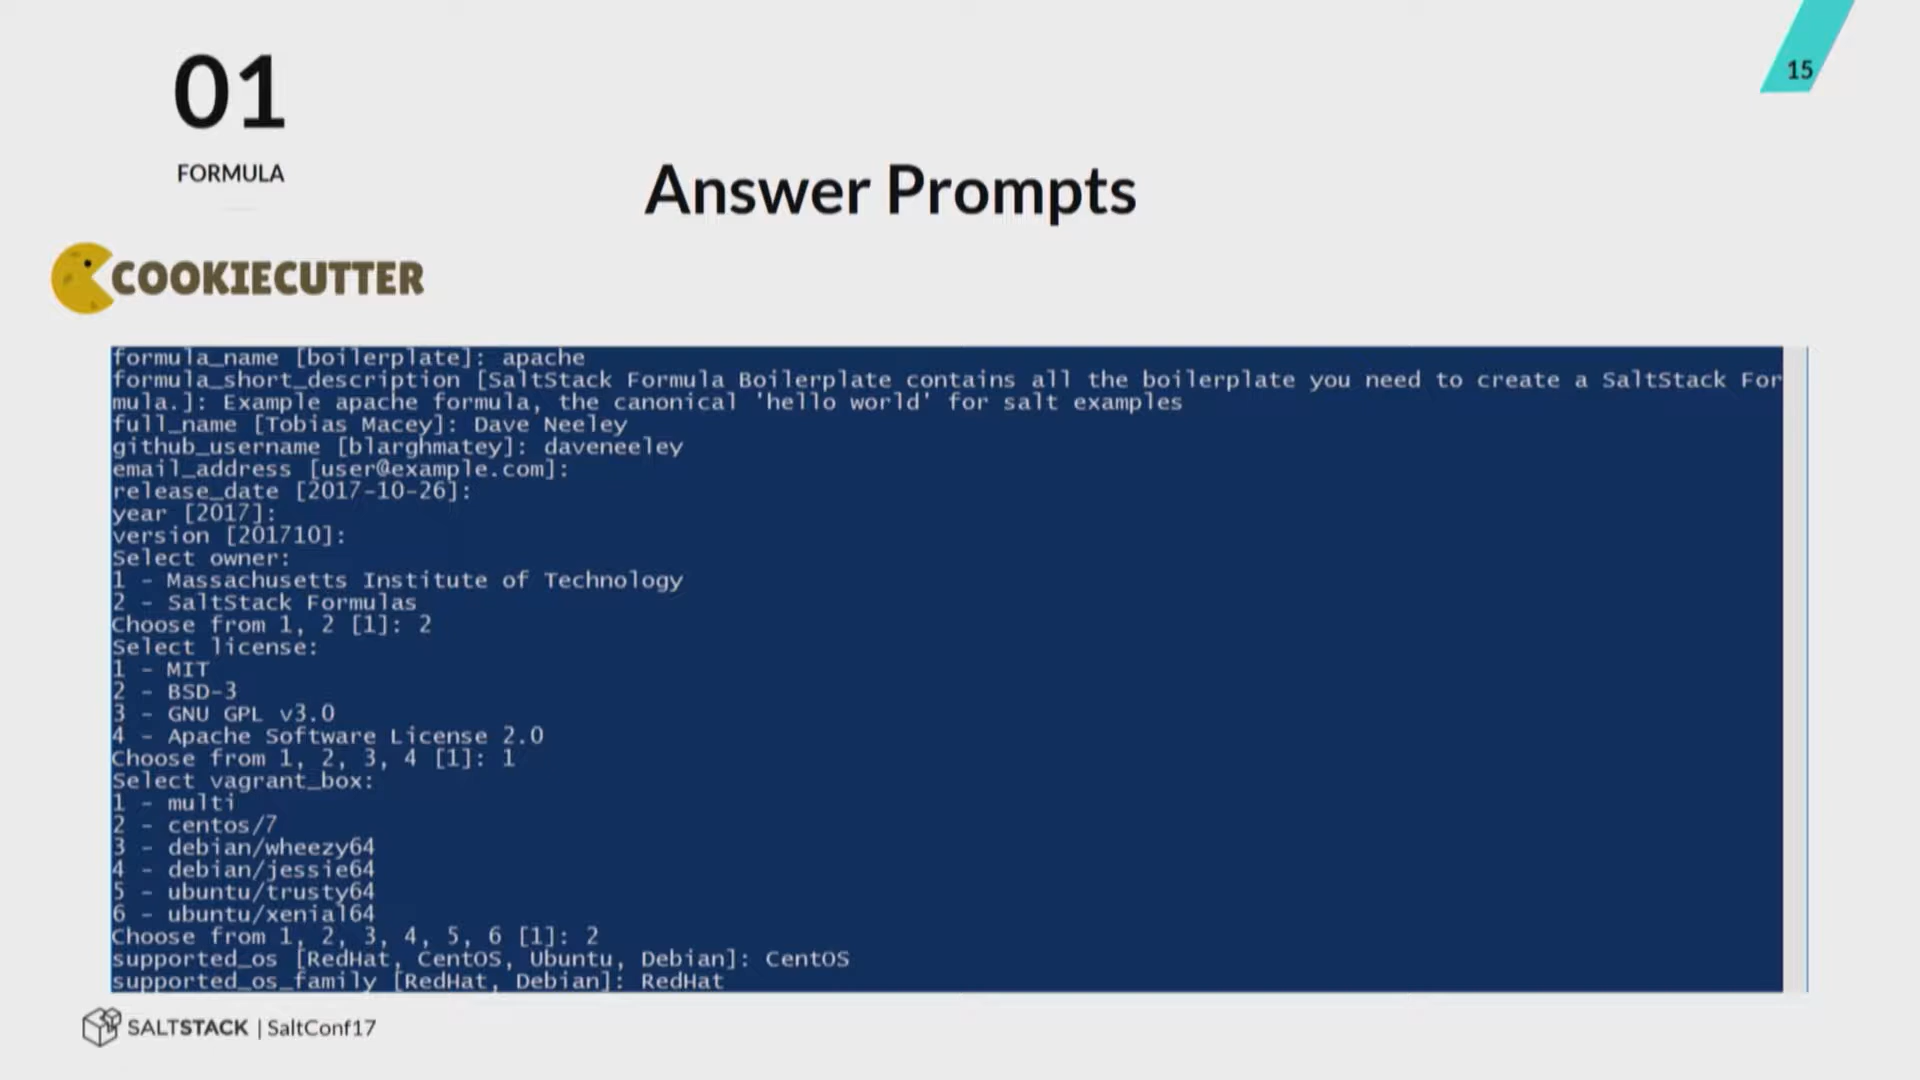 01
15
FORMULA
Answer Prompts
COOKIECUTTER
formula_name [boilerplate]: apache
formula_short_description [SaltStack Formula Boilerplate contains all the boilerplate you need to create a SaltStack For
mula.]: Example apache formula, the canonical 'hello world' for salt examples
full_name [Tobias Macey]: Dave Neeley
github_username [blarghmatey]: daveneeley
email_address [user@example.com]:
release_date [2017-10-26]:
year [2017]:
version [201710]:
Select owner:
1 - Massachusetts Institute of Technology
2 - SaltStack Formulas
Choose from 1, 2 [1]: 2
Select license:
1 - MIT
2 - BSD-3
3 - GNU GPL v3.0
4 - Apache Software License 2.0
Choose from 1, 2, 3, 4 [1]: 1
Select vagrant_box:
1 - multi
2 - centos/7
3 - debian/wheezy64
4 - debian/jessie64
5 - ubuntu/trusty64
6 - ubuntu/xenial64
Choose from 1, 2, 3, 4, 5, 6 [1]: 2
supported_os [RedHat, CentOS, Ubuntu, Debian]: CentOS
supported_os_family [RedHat, Debian]: RedHat
SALTSTACK | SaltConf17